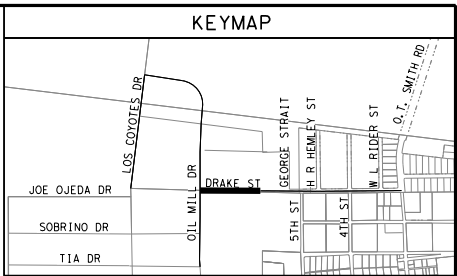 KEYMAP
LOS COYOTES DR
OIL MILL DR
GEORGE STRAIT
H R HEMLEY ST
W L RIDER ST
O. T. SMITH RD
DRAKE ST
JOE OJEDA DR
SOBRINO DR
TIA DR
5TH ST
4TH ST